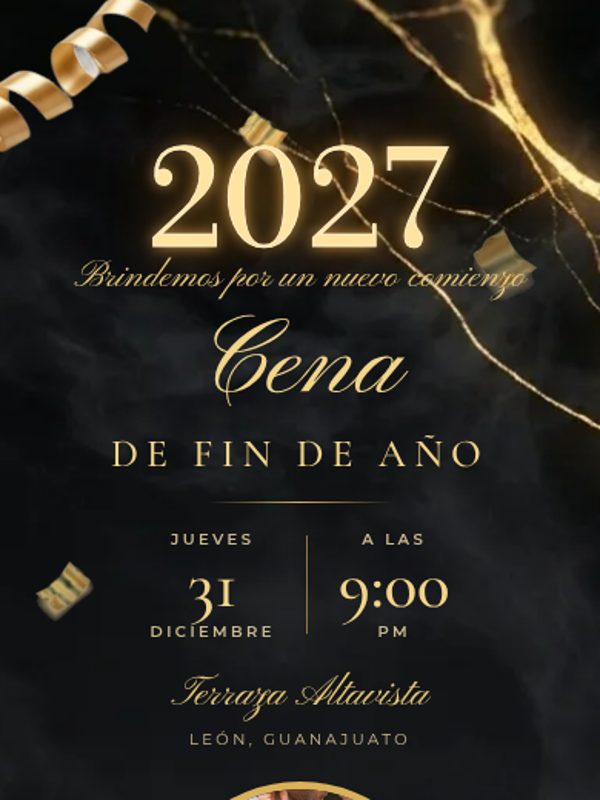 2027
Brindemos por un nuevo comienzo
Cena
DE FIN DE AÑO
JUEVES
31
DICIEMBRE
A LAS
9:00
PM
Terraza Altavista
LEÓN, GUANAJUATO